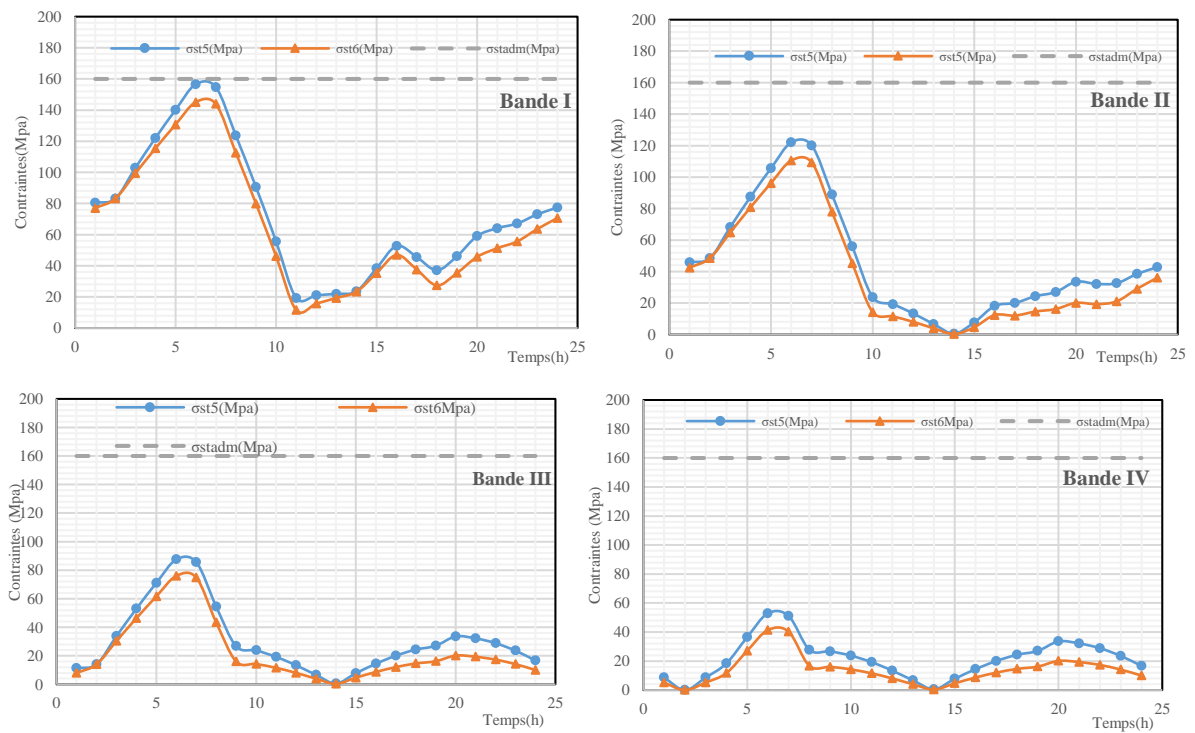 200
180
160
140
120
100
80
60
40
20
0
0 5 10 15 20 25
Contraintes(Mpa)
Temps(h)
σst5(Mpa) σst6(Mpa) σstadm(Mpa)
Bande I
200
180
160
140
120
100
80
60
40
20
0
0 5 10 15 20 25
Contraintes (Mpa)
Temps(h)
σst5(Mpa) σst5(Mpa) σstadm(Mpa)
Bande II
200
180
160
140
120
100
80
60
40
20
0
0 5 10 15 20 25
Contraintes (Mpa)
Temps(h)
σst5(Mpa) σst6Mpa)
σstadm(Mpa)
Bande III
200
180
160
140
120
100
80
60
40
20
0
0 5 10 15 20 25
Contraintes (Mpa)
Temps(h)
σst5(Mpa) σst6Mpa) σstadm(Mpa)
Bande IV